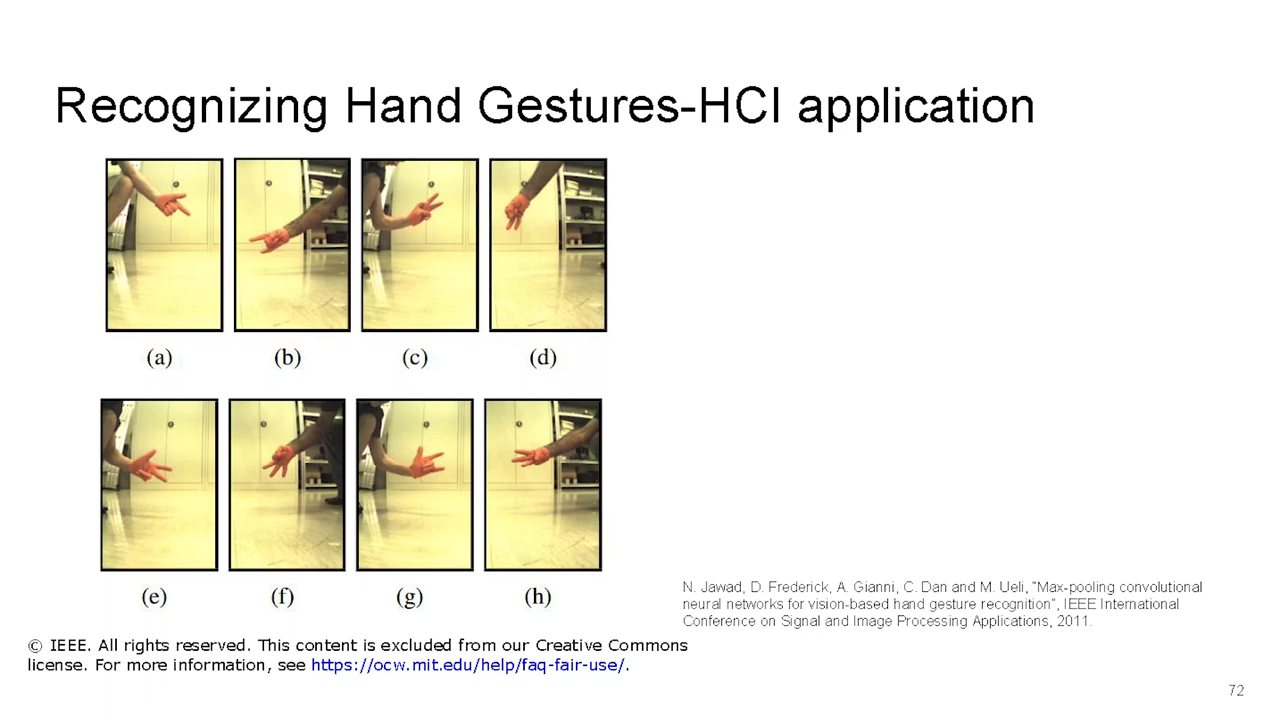 Recognizing Hand Gestures-HCI application
(a) (b) (c) (d)
(e) (f) (g) (h)
N. Jawad, D. Frederick, A. Gianni, C. Dan and M. Ueli, "Max-pooling convolutional
neural networks for vision-based hand gesture recognition", IEEE International
Conference on Signal and Image Processing Applications, 2011.
© IEEE. All rights reserved. This content is excluded from our Creative Commons
license. For more information, see https://ocw.mit.edu/help/faq-fair-use/.
72